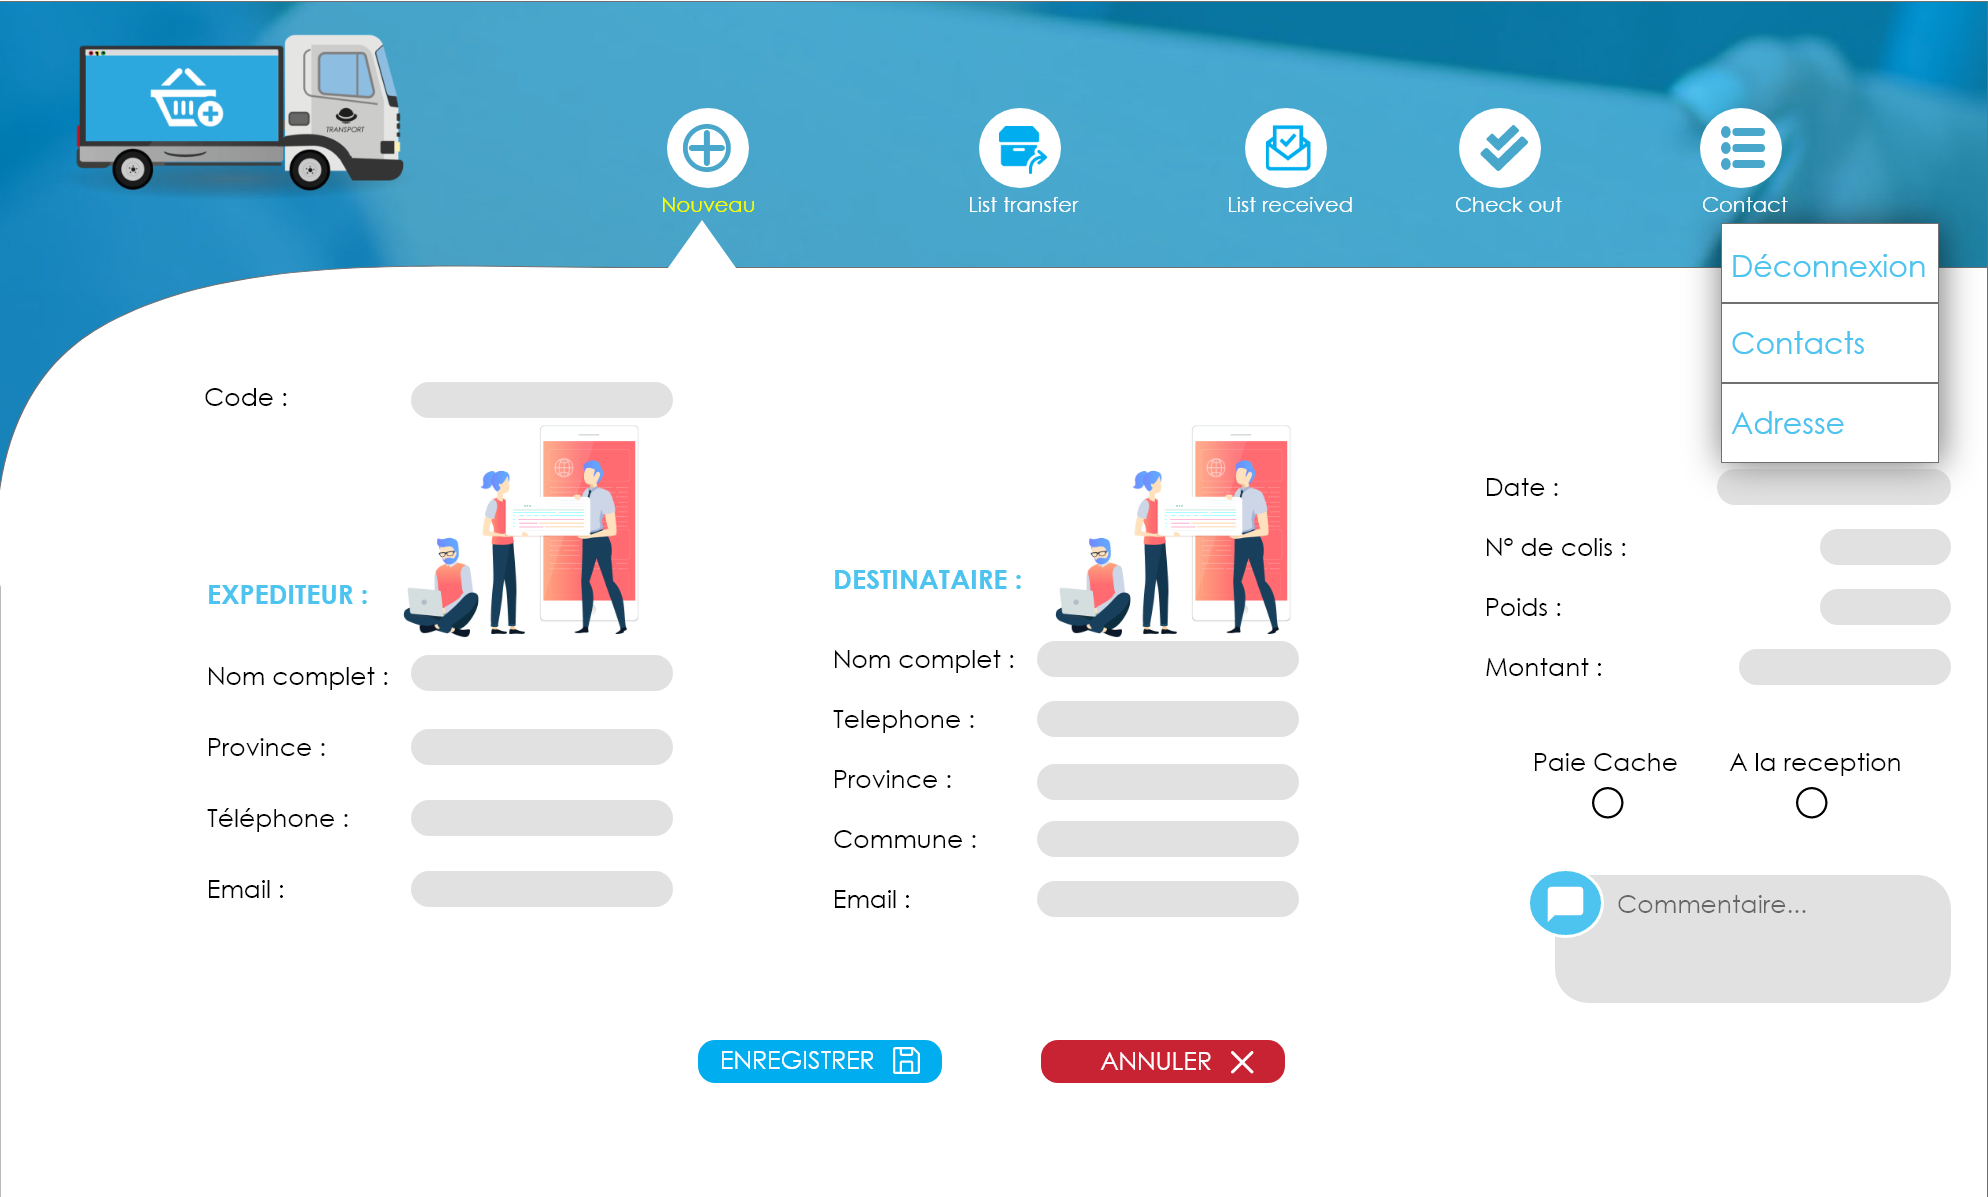 TRANSPORT
Nouveau
List transfer
List received
Check out
Contact
Déconnexion
Contacts
Adresse
Code :
EXPEDITEUR :
Nom complet :
Province :
Téléphone :
Email :
DESTINATAIRE :
Nom complet :
Telephone :
Province :
Commune :
Email :
Date :
N° de colis :
Poids :
Montant :
Paie Cache
A la reception
Commentaire...
ENREGISTRER
ANNULER